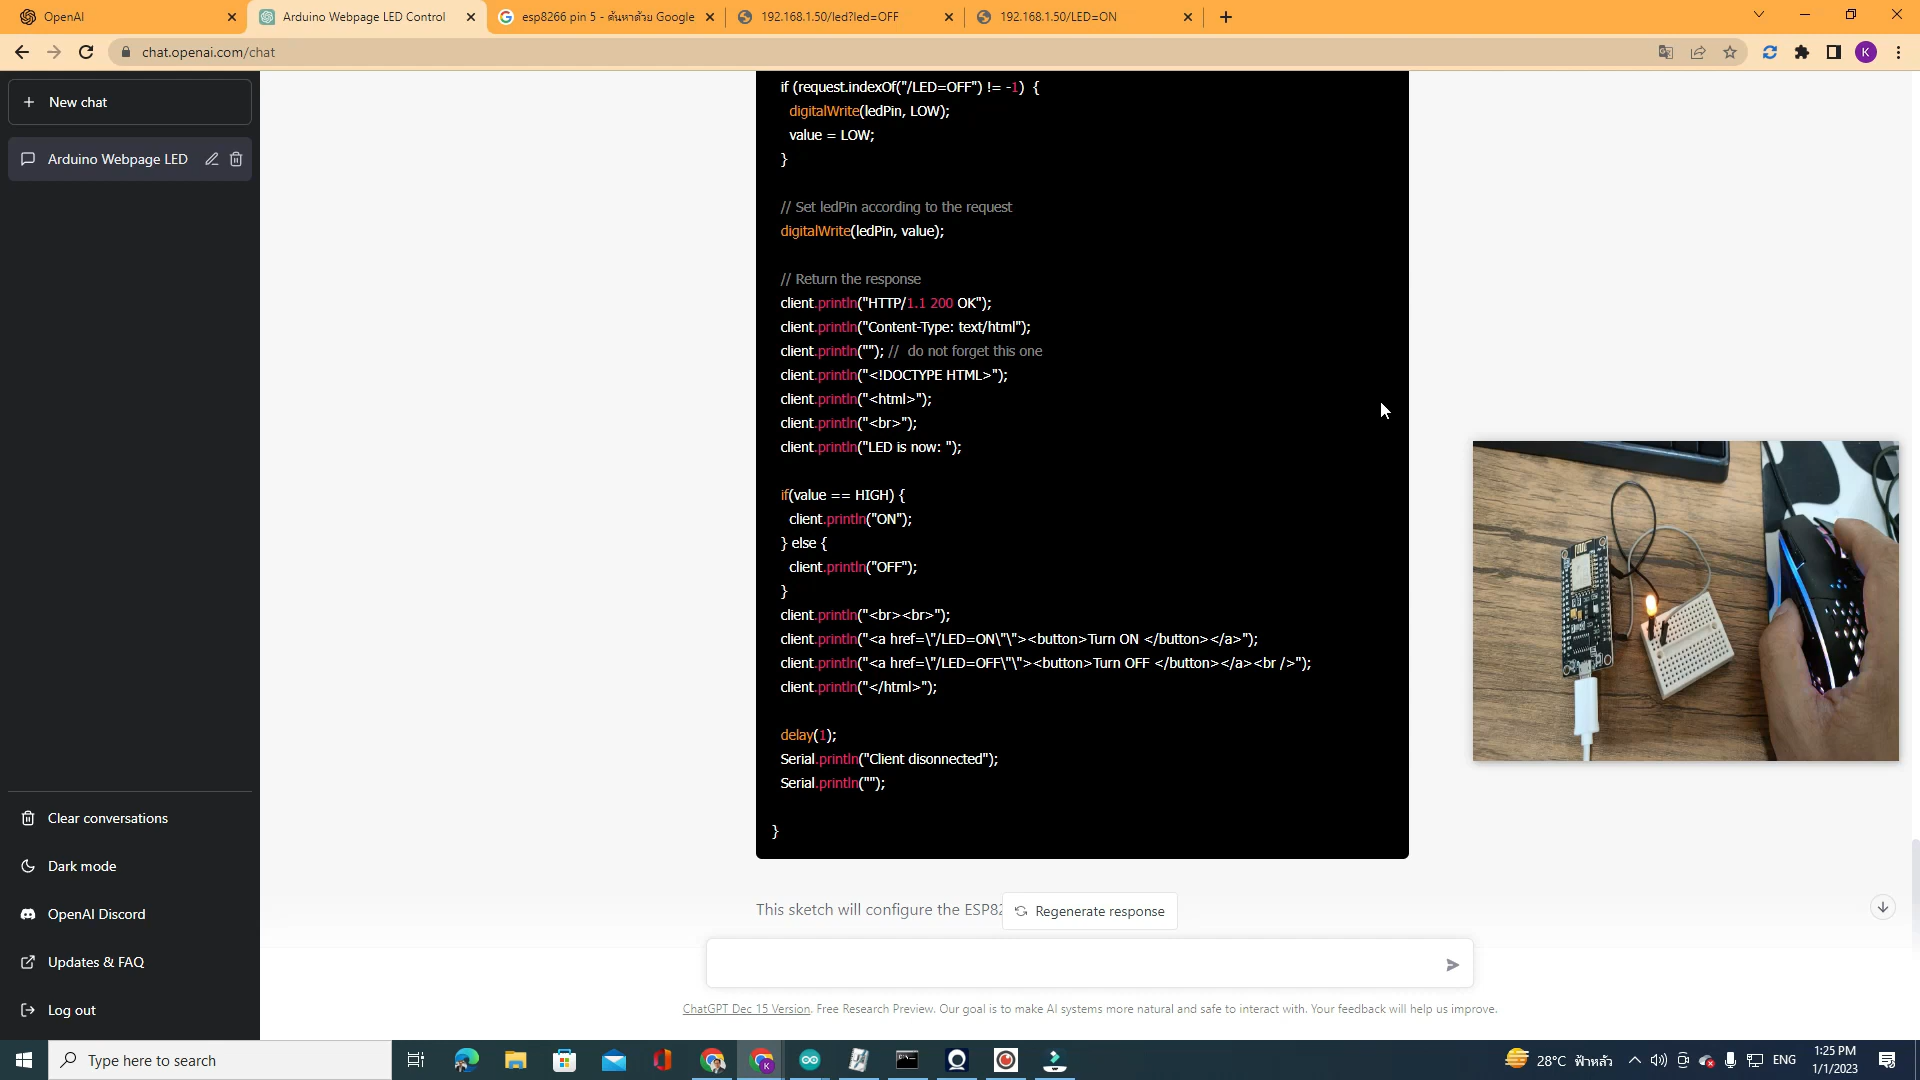 OpenAI
Arduino Webpage LED Control
esp8266 pin 5 - ค้นหาด้วย Google
192.168.1.50/led?led=OFF
192.168.1.50/LED=ON
chat.openai.com/chat
K
New chat
Arduino Webpage LED
if (request.indexOf("/LED=OFF") != -1)  {
digitalWrite(ledPin, LOW);
value = LOW;
}
// Set ledPin according to the request
digitalWrite(ledPin, value);
// Return the response
client.println("HTTP/1.1 200 OK");
client.println("Content-Type: text/html");
client.println(""); //  do not forget this one
client.println("<!DOCTYPE HTML>");
client.println("<html>");
client.println("<br>");
client.println("LED is now: ");
if(value == HIGH) {
client.println("ON");
} else {
client.println("OFF");
}
client.println("<br><br>");
client.println("<a href=\"/LED=ON\"\"><button>Turn ON </button></a>");
client.println("<a href=\"/LED=OFF\"\"><button>Turn OFF </button></a><br />");
client.println("</html>");
delay(1);
Serial.println("Client disonnected");
Serial.println("");
}
This sketch will configure the ESP82
Regenerate response
Clear conversations
Dark mode
OpenAI Discord
Updates & FAQ
Log out
ChatGPT Dec 15 Version. Free Research Preview. Our goal is to make AI systems more natural and safe to interact with. Your feedback will help us improve.
Type here to search
28°C ฟ้าหลัว
ENG
1:25 PM
1/1/2023